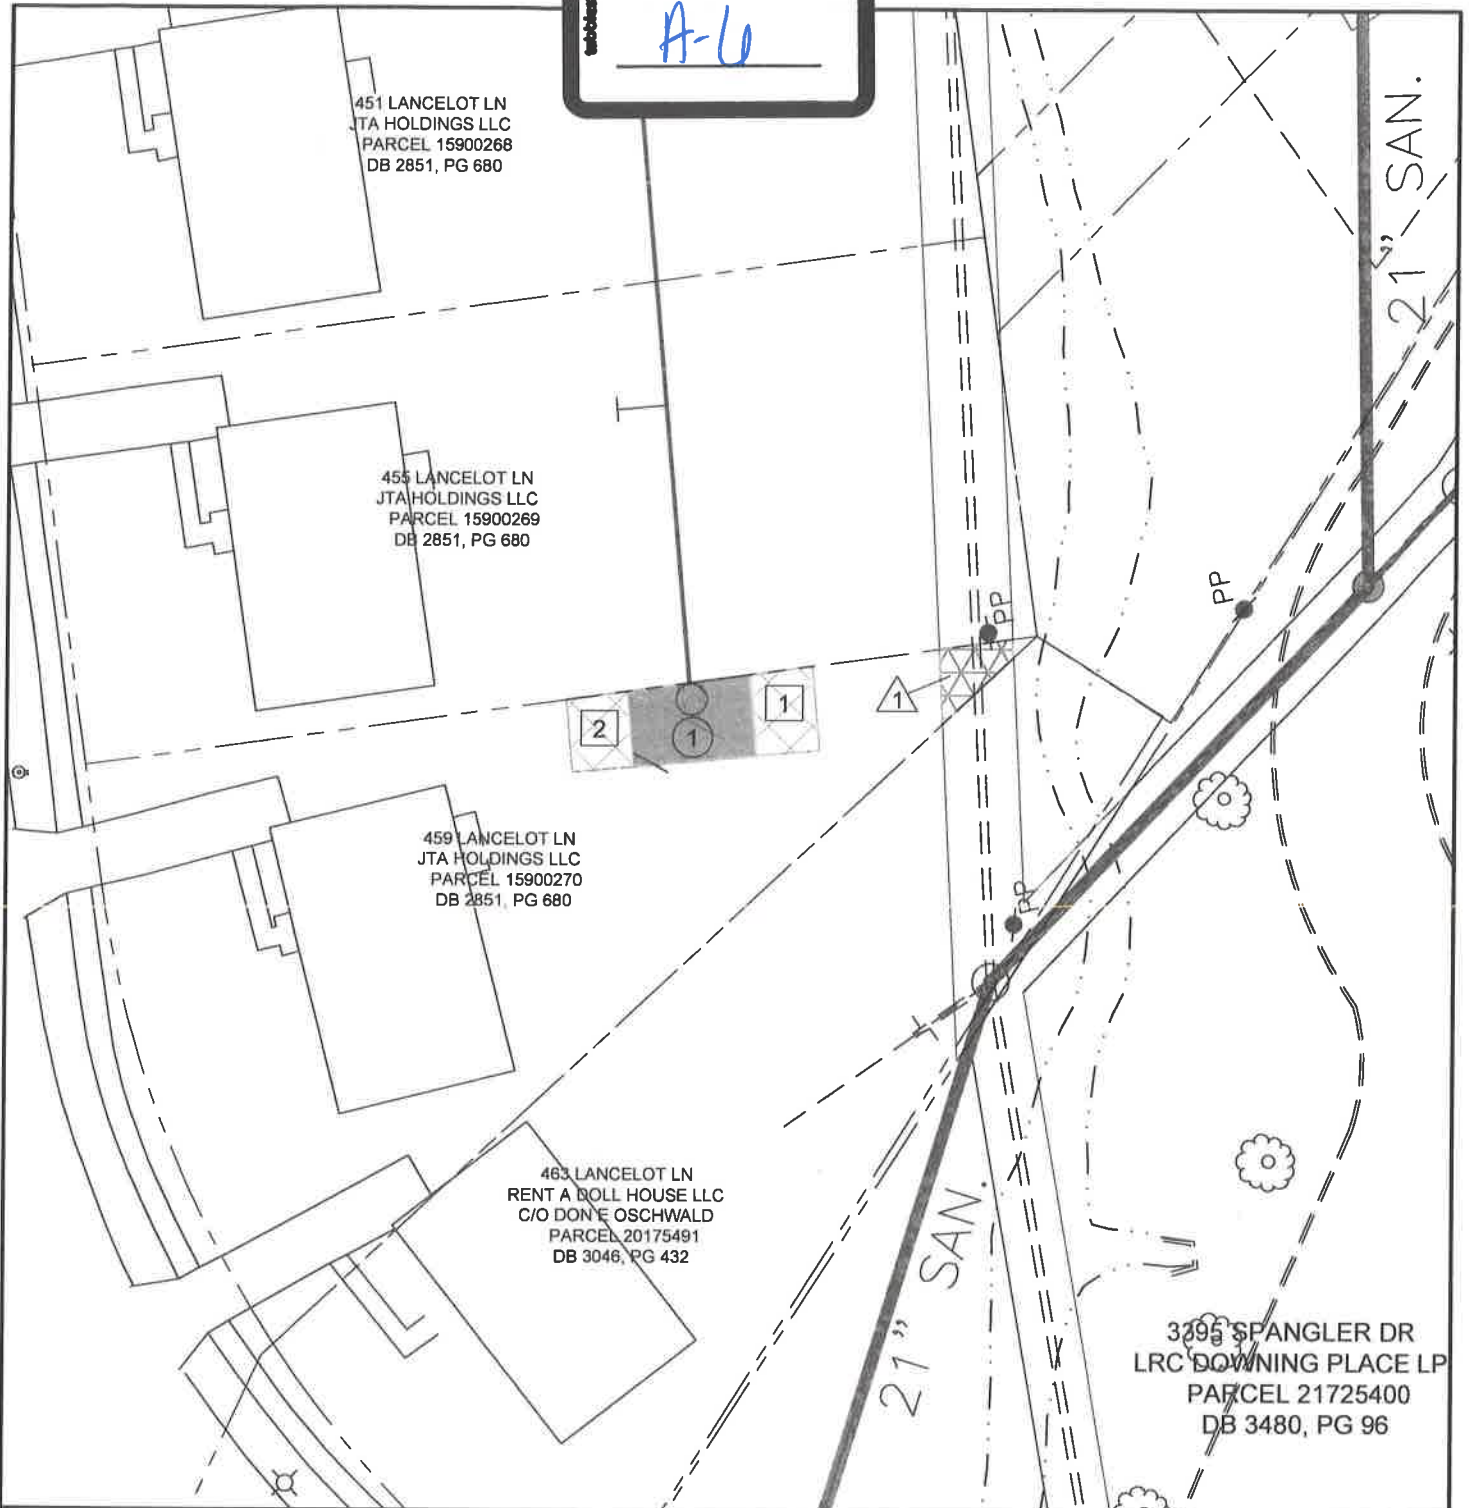 A-6
451 LANCELOT LN
JTA HOLDINGS LLC
PARCEL 15900268
DB 2851, PG 680
21" SAN.
455 LANCELOT LN
JTA HOLDINGS LLC
PARCEL 15900269
DB 2851, PG 680
PP
PP
1
2
1
1
459 LANCELOT LN
JTA HOLDINGS LLC
PARCEL 15900270
DB 2851, PG 680
PP
463 LANCELOT LN
RENT A DOLL HOUSE LLC
C/O DON E OSCHWALD
PARCEL 20175491
DB 3046, PG 432
21" SAN.
3395 SPANGLER DR
LRC DOWNING PLACE LP
PARCEL 21725400
DB 3480, PG 96